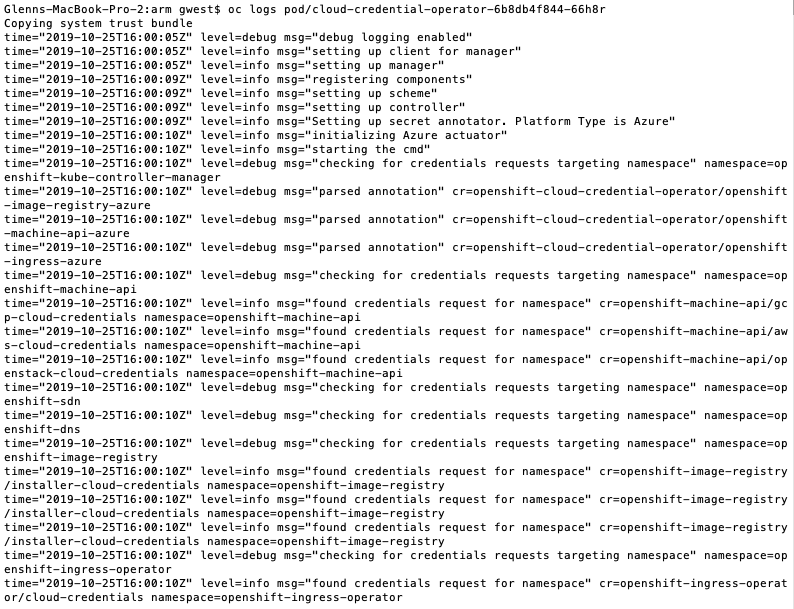 Glenns-MacBook-Pro-2:arm gwest$ oc logs pod/cloud-credential-operator-6b8db4f844-66h8r
Copying system trust bundle
time="2019-10-25T16:00:05Z" level=debug msg="debug logging enabled"
time="2019-10-25T16:00:05Z" level=info msg="setting up client for manager"
time="2019-10-25T16:00:05Z" level=info msg="setting up manager"
time="2019-10-25T16:00:09Z" level=info msg="registering components"
time="2019-10-25T16:00:09Z" level=info msg="setting up scheme"
time="2019-10-25T16:00:09Z" level=info msg="setting up controller"
time="2019-10-25T16:00:09Z" level=info msg="Setting up secret annotator. Platform Type is Azure"
time="2019-10-25T16:00:10Z" level=info msg="initializing Azure actuator"
time="2019-10-25T16:00:10Z" level=info msg="starting the cmd"
time="2019-10-25T16:00:10Z" level=debug msg="checking for credentials requests targeting namespace" namespace=op
enshift-kube-controller-manager
time="2019-10-25T16:00:10Z" level=debug msg="parsed annotation" cr=openshift-cloud-credential-operator/openshift
-image-registry-azure
time="2019-10-25T16:00:10Z" level=debug msg="parsed annotation" cr=openshift-cloud-credential-operator/openshift
-machine-api-azure
time="2019-10-25T16:00:10Z" level=debug msg="parsed annotation" cr=openshift-cloud-credential-operator/openshift
-ingress-azure
time="2019-10-25T16:00:10Z" level=debug msg="checking for credentials requests targeting namespace" namespace=op
enshift-machine-api
time="2019-10-25T16:00:10Z" level=info msg="found credentials request for namespace" cr=openshift-machine-api/gc
p-cloud-credentials namespace=openshift-machine-api
time="2019-10-25T16:00:10Z" level=info msg="found credentials request for namespace" cr=openshift-machine-api/aw
s-cloud-credentials namespace=openshift-machine-api
time="2019-10-25T16:00:10Z" level=info msg="found credentials request for namespace" cr=openshift-machine-api/op
enstack-cloud-credentials namespace=openshift-machine-api
time="2019-10-25T16:00:10Z" level=debug msg="checking for credentials requests targeting namespace" namespace=op
enshift-sdn
time="2019-10-25T16:00:10Z" level=debug msg="checking for credentials requests targeting namespace" namespace=op
enshift-dns
time="2019-10-25T16:00:10Z" level=debug msg="checking for credentials requests targeting namespace" namespace=op
enshift-image-registry
time="2019-10-25T16:00:10Z" level=info msg="found credentials request for namespace" cr=openshift-image-registry
/installer-cloud-credentials namespace=openshift-image-registry
time="2019-10-25T16:00:10Z" level=info msg="found credentials request for namespace" cr=openshift-image-registry
/installer-cloud-credentials namespace=openshift-image-registry
time="2019-10-25T16:00:10Z" level=info msg="found credentials request for namespace" cr=openshift-image-registry
/installer-cloud-credentials namespace=openshift-image-registry
time="2019-10-25T16:00:10Z" level=debug msg="checking for credentials requests targeting namespace" namespace=op
enshift-ingress-operator
time="2019-10-25T16:00:10Z" level=info msg="found credentials request for namespace" cr=openshift-ingress-operat
or/cloud-credentials namespace=openshift-ingress-operator